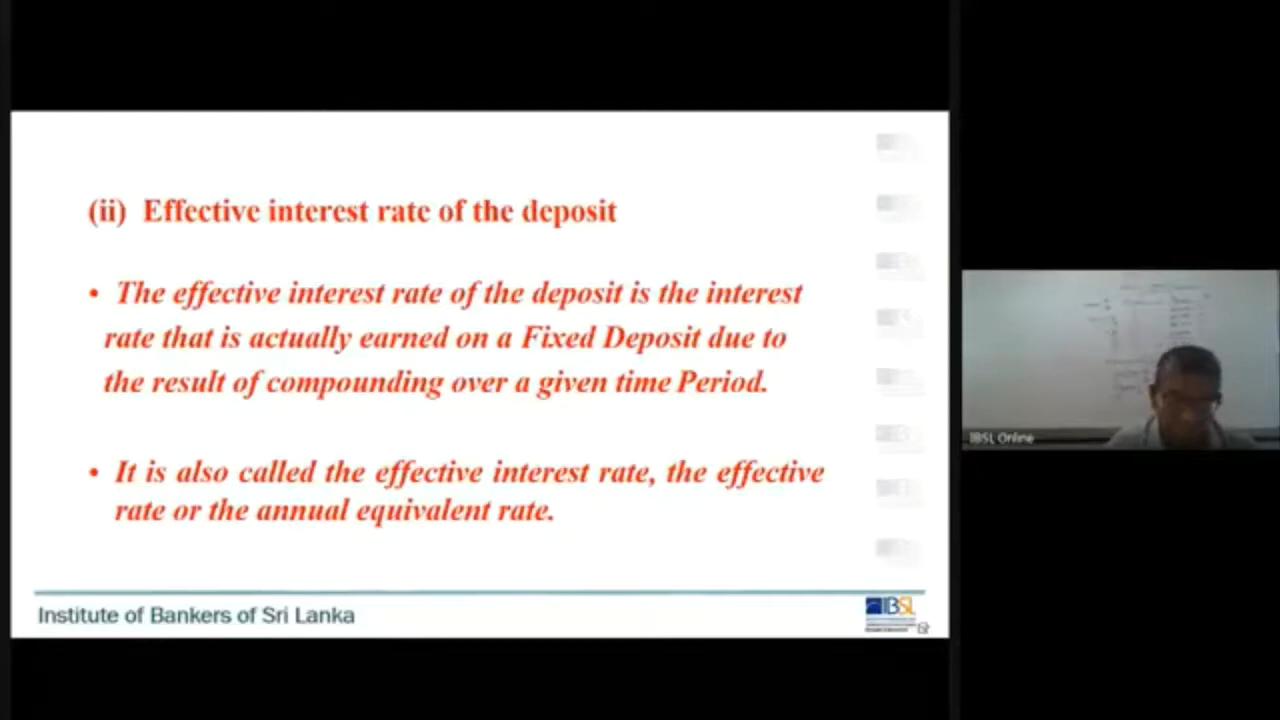 (ii) Effective interest rate of the deposit
• The effective interest rate of the deposit is the interest
rate that is actually earned on a Fixed Deposit due to
the result of compounding over a given time Period.
• It is also called the effective interest rate, the effective
rate or the annual equivalent rate.
Institute of Bankers of Sri Lanka
IBSL
IBSL Online